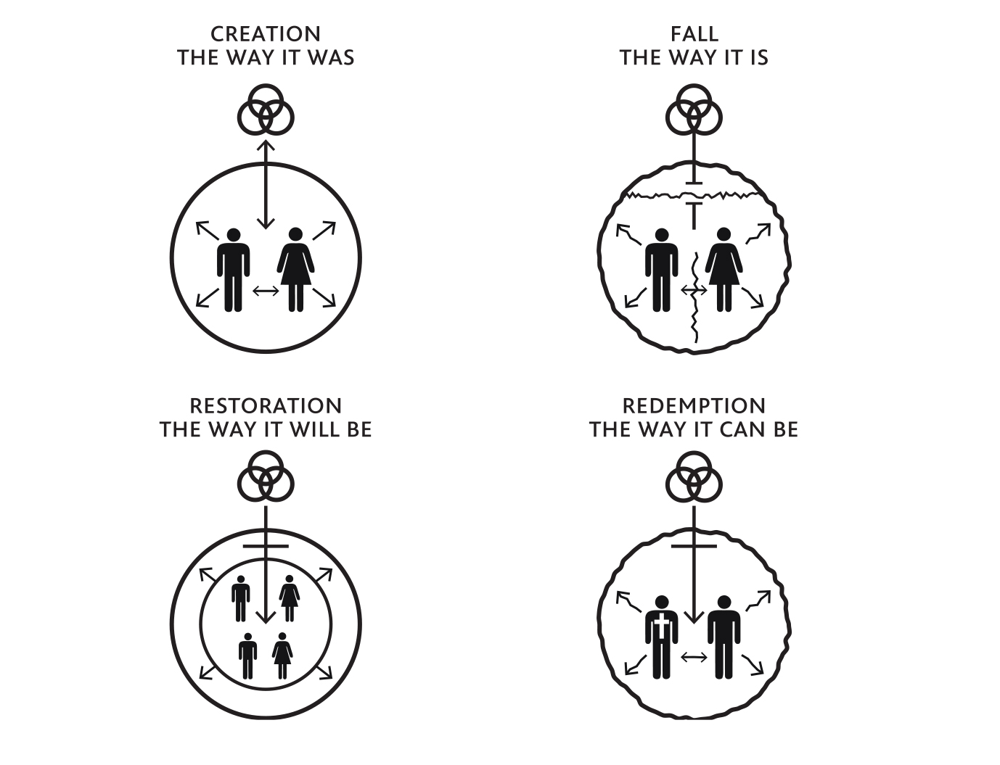 CREATION
THE WAY IT WAS
FALL
THE WAY IT IS
RESTORATION
THE WAY IT WILL BE
REDEMPTION
THE WAY IT CAN BE